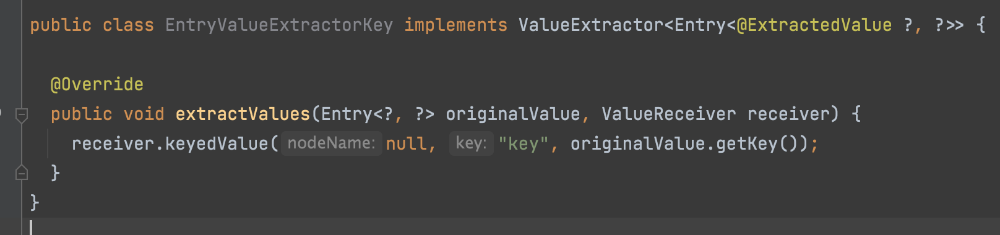 public class EntryValueExtractorKey implements ValueExtractor<Entry<@ExtractedValue ?, ?>> {
@Override
public void extractValues(Entry<?, ?> originalValue, ValueReceiver receiver) {
receiver.keyedValue( nodeName: null, key: "key", originalValue.getKey());
}
}